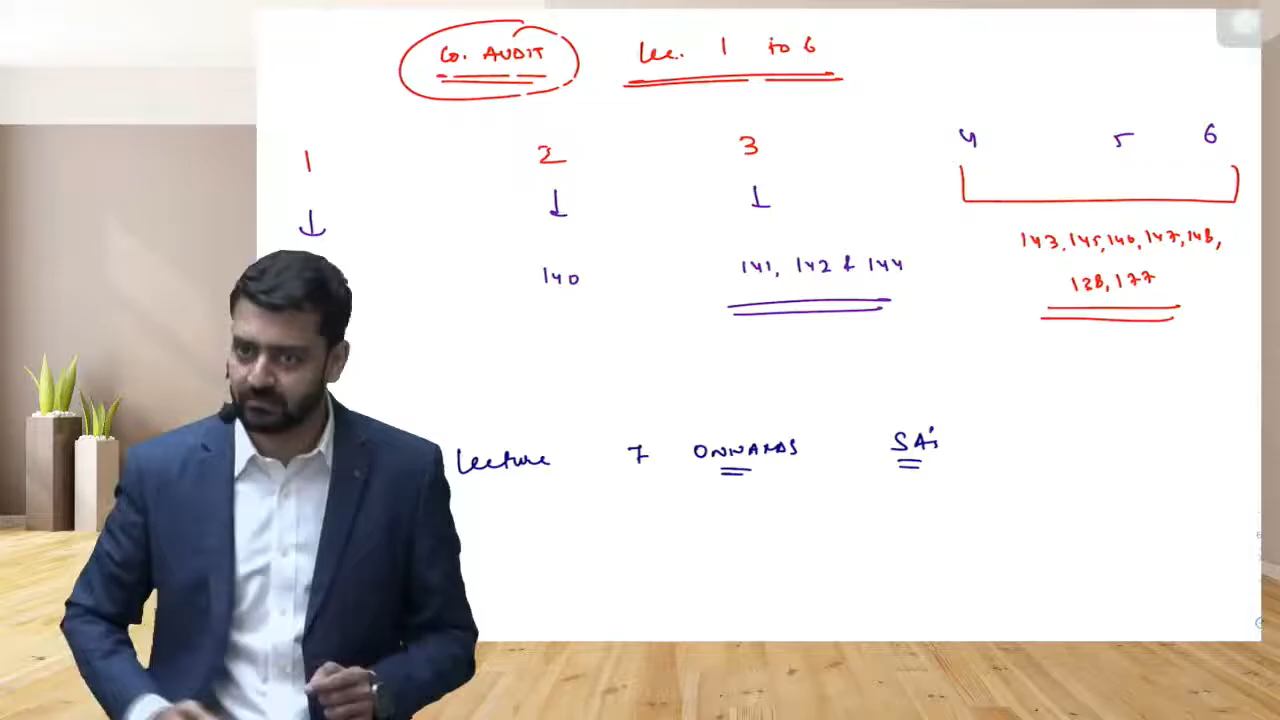 Co. AUDIT Lec. 1 to 6
1 2 3 4 5 6
140 141, 142 & 144 143, 145, 146, 147, 148,
138, 177
Lecture 7 ONWARDS SA's